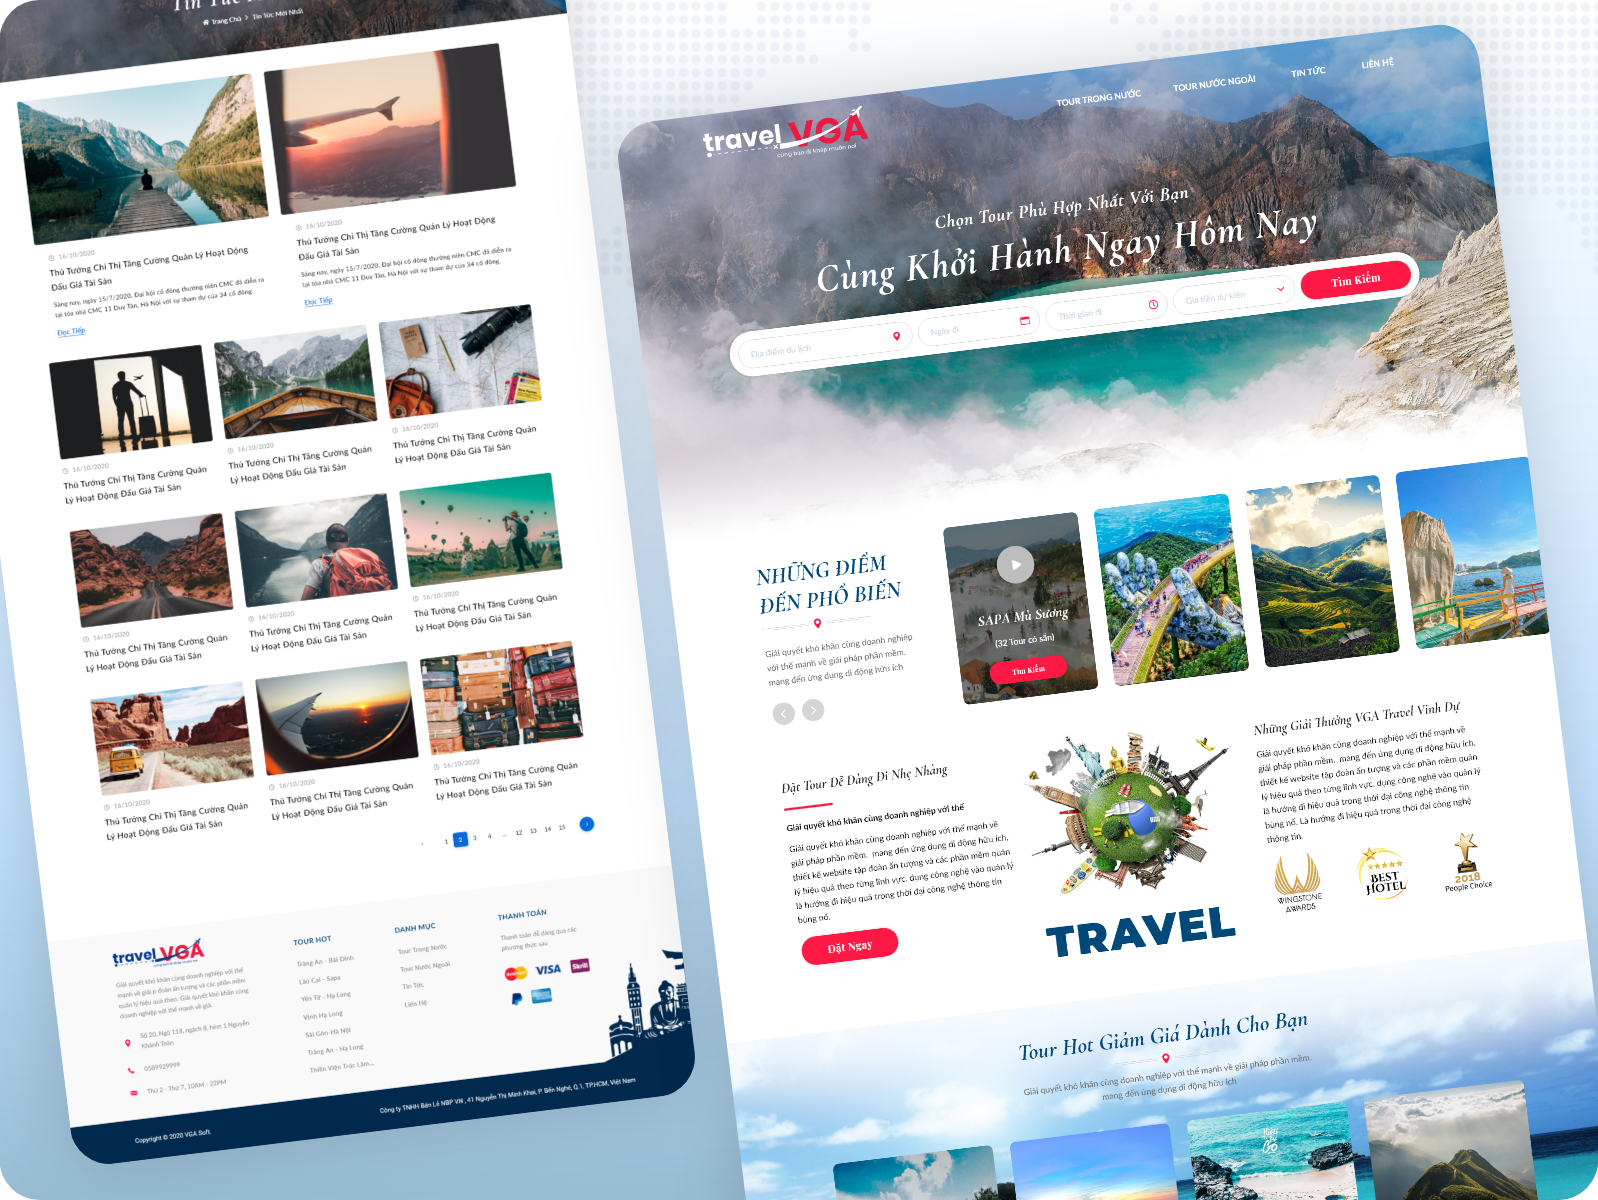 Trang Chủ > Tin Tức Mới Nhất
16/10/2020
Thủ Tướng Chỉ Thị Tăng Cường Quản Lý Hoạt Động
Đấu Giá Tài Sản
Sáng nay, ngày 15/7/2020, Đại hội cổ đông thường niên CMC đã diễn ra
tại tòa nhà CMC 11 Duy Tân, Hà Nội với sự tham dự của 34 cổ đông.
Đọc Tiếp
16/10/2020
Thủ Tướng Chỉ Thị Tăng Cường Quản Lý Hoạt Động
Đấu Giá Tài Sản
Sáng nay, ngày 15/7/2020, Đại hội cổ đông thường niên CMC đã diễn ra
tại tòa nhà CMC 11 Duy Tân, Hà Nội với sự tham dự của 34 cổ đông.
Đọc Tiếp
16/10/2020
Thủ Tướng Chỉ Thị Tăng Cường Quản
Lý Hoạt Động Đấu Giá Tài Sản
16/10/2020
Thủ Tướng Chỉ Thị Tăng Cường Quản
Lý Hoạt Động Đấu Giá Tài Sản
16/10/2020
Thủ Tướng Chỉ Thị Tăng Cường Quản
Lý Hoạt Động Đấu Giá Tài Sản
16/10/2020
Thủ Tướng Chỉ Thị Tăng Cường Quản
Lý Hoạt Động Đấu Giá Tài Sản
16/10/2020
Thủ Tướng Chỉ Thị Tăng Cường Quản
Lý Hoạt Động Đấu Giá Tài Sản
16/10/2020
Thủ Tướng Chỉ Thị Tăng Cường Quản
Lý Hoạt Động Đấu Giá Tài Sản
16/10/2020
Thủ Tướng Chỉ Thị Tăng Cường Quản
Lý Hoạt Động Đấu Giá Tài Sản
16/10/2020
Thủ Tướng Chỉ Thị Tăng Cường Quản
Lý Hoạt Động Đấu Giá Tài Sản
16/10/2020
Thủ Tướng Chỉ Thị Tăng Cường Quản
Lý Hoạt Động Đấu Giá Tài Sản
‹ 1 2 3 4 ... 12 13 14 15 ›
travel VGA
Giải quyết khó khăn cùng doanh nghiệp với thế
mạnh về giải p đoàn ấn tượng và các phần mềm
quản lý hiệu quả theo. Giải quyết khó khăn cùng
doanh nghiệp với thế mạnh về giả.
Số 20, Ngõ 118, ngách 8, hẻm 1 Nguyễn
Khánh Toàn
0589929999
Thứ 2 - Thứ 7, 10AM - 22PM
TOUR HOT
Tràng An - Bái Đính
Lào Cai - Sapa
Yên Tử - Hạ Long
Vịnh Hạ Long
Sài Gòn-Hà Nội
Tràng An - Hạ Long
Thiền Viện Trúc Lâm...
DANH MỤC
Tour Trong Nước
Tour Nước Ngoài
Tin Tức
Liên Hệ
THANH TOÁN
Thanh toán dễ dàng qua các
phương thức sau
VISA
Skrill
Copyright © 2020 VGA Soft.
Công ty TNHH Bán Lẻ NBP VN , 41 Nguyễn Thị Minh Khai, P. Bến Nghé, Q.1, TP.HCM, Việt Nam
travel VGA
cùng bạn đi khắp muôn nơi
TOUR TRONG NƯỚC
TOUR NƯỚC NGOÀI
TIN TỨC
LIÊN HỆ
Chọn Tour Phù Hợp Nhất Với Bạn
Cùng Khởi Hành Ngay Hôm Nay
Địa điểm du lịch
Ngày đi
Thời gian đi
Giá tiền dự kiến
Tìm Kiếm
NHỮNG ĐIỂM
ĐẾN PHỔ BIẾN
Giải quyết khó khăn cùng doanh nghiệp
với thế mạnh về giải pháp phần mềm.
mang đến ứng dụng di động hữu ích
SAPA Mù Sương
(32 Tour có sẵn)
Tìm Kiếm
Đặt Tour Dễ Dàng Đi Nhẹ Nhàng
Giải quyết khó khăn cùng doanh nghiệp với thế
Giải quyết khó khăn cùng doanh nghiệp với thế mạnh về
giải pháp phần mềm. mang đến ứng dụng di động hữu ích,
thiết kế website tập đoàn ấn tượng và các phần mềm quản
lý hiệu quả theo từng lĩnh vực. dụng công nghệ vào quản lý
là hướng đi hiệu quả trong thời đại công nghệ thông tin
bùng nổ.
Đặt Ngay
TRAVEL
Những Giải Thưởng VGA Travel Vinh Dự
Giải quyết khó khăn cùng doanh nghiệp với thế mạnh về
giải pháp phần mềm. mang đến ứng dụng di động hữu ích,
thiết kế website tập đoàn ấn tượng và các phần mềm quản
lý hiệu quả theo từng lĩnh vực. dụng công nghệ vào quản lý
là hướng đi hiệu quả trong thời đại công nghệ thông tin
bùng nổ. Là hướng đi hiệu quả trong thời đại công nghệ
thông tin.
WINGSTONE
AWARDS
BEST
HOTEL
2018
People Choice
Tour Hot Giảm Giá Dành Cho Bạn
Giải quyết khó khăn cùng doanh nghiệp với thế mạnh về giải pháp phần mềm.
mang đến ứng dụng di động hữu ích